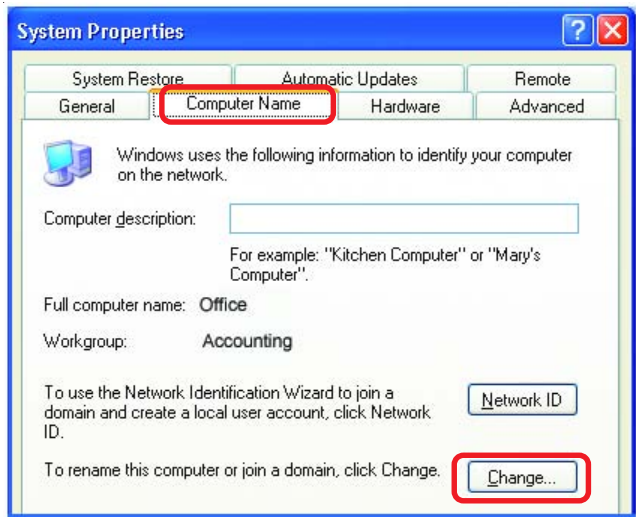 System Properties
System Restore Automatic Updates Remote
General Computer Name Hardware Advanced
Windows uses the following information to identify your computer
on the network.
Computer description:
For example: "Kitchen Computer" or "Mary's
Computer".
Full computer name: Office
Workgroup: Accounting
To use the Network Identification Wizard to join a
domain and create a local user account, click Network
ID.
Network ID
To rename this computer or join a domain, click Change.
Change...